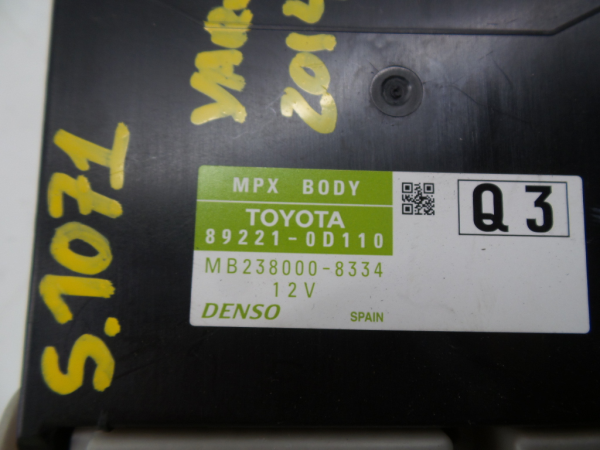 S.1071
MPX BODY
TOYOTA
89221-0D110
MB238000-8334
12V
DENSO
SPAIN
Q3